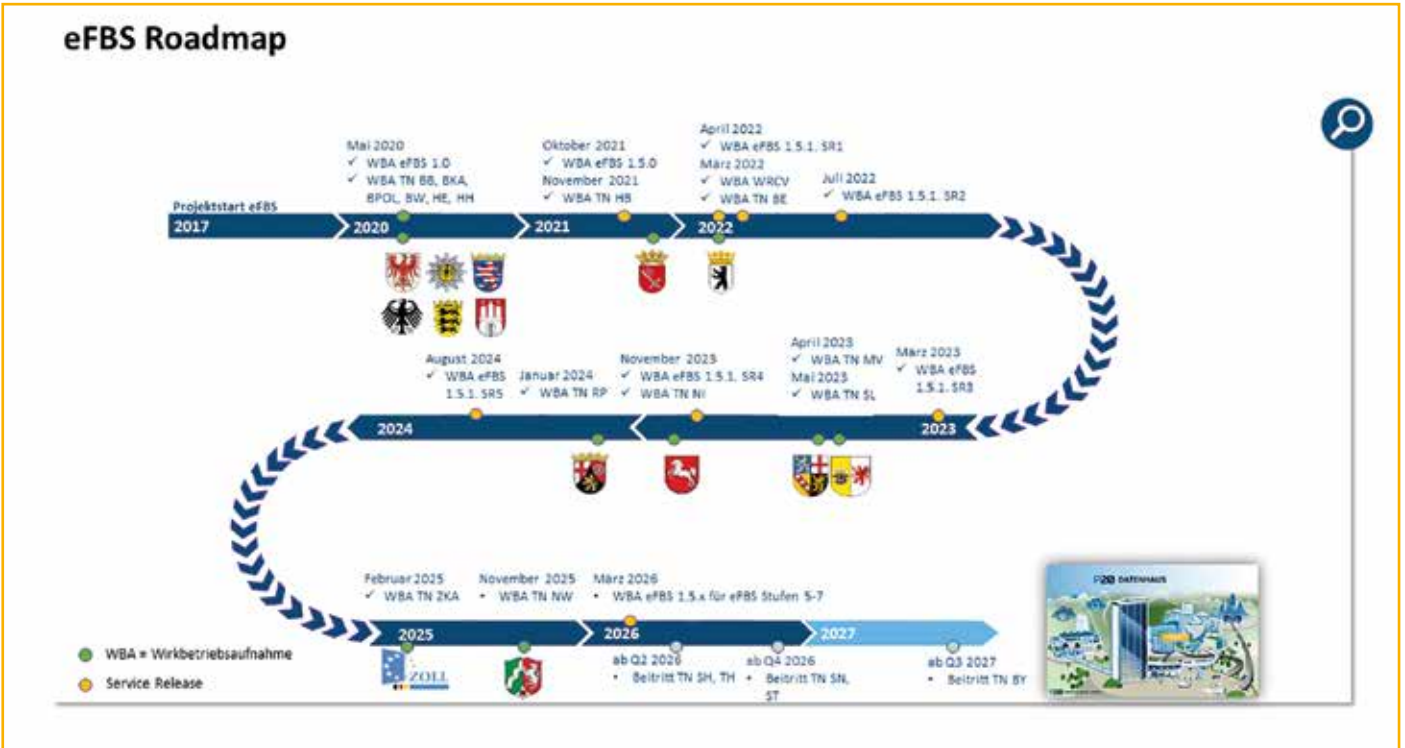 eFBS Roadmap
Mai 2020
✓ WBA eFBS 1.0
✓ WBA TN BB, BKA,
BPOL, BW, HE, HH
Oktober 2021
✓ WBA eFBS 1.5.0
November 2021
✓ WBA TN HB
April 2022
✓ WBA eFBS 1.5.1. SR1
März 2022
✓ WBA WRCV
✓ WBA TN BE
Juli 2022
✓ WBA eFBS 1.5.1. SR2
Projektstart eFBS
2017
2020
2021
2022
August 2024
✓ WBA eFBS
1.5.1. SR5
Januar 2024
✓ WBA TN RP
November 2023
✓ WBA eFBS 1.5.1. SR4
✓ WBA TN NI
April 2023
✓ WBA TN MV
Mai 2023
✓ WBA TN SL
März 2023
✓ WBA eFBS
1.5.1. SR3
2024
2023
Februar 2025
✓ WBA TN ZKA
November 2025
• WBA TN NW
März 2026
• WBA eFBS 1.5.x für eFBS Stufen 5-7
2025
2026
2027
ZOLL
ab Q2 2026
• Beitritt TN SH, TH
ab Q4 2026
• Beitritt TN SN,
ST
ab Q3 2027
• Beitritt TN BY
WBA = Wirkbetriebsaufnahme
Service Release
P20 DATENHAUS